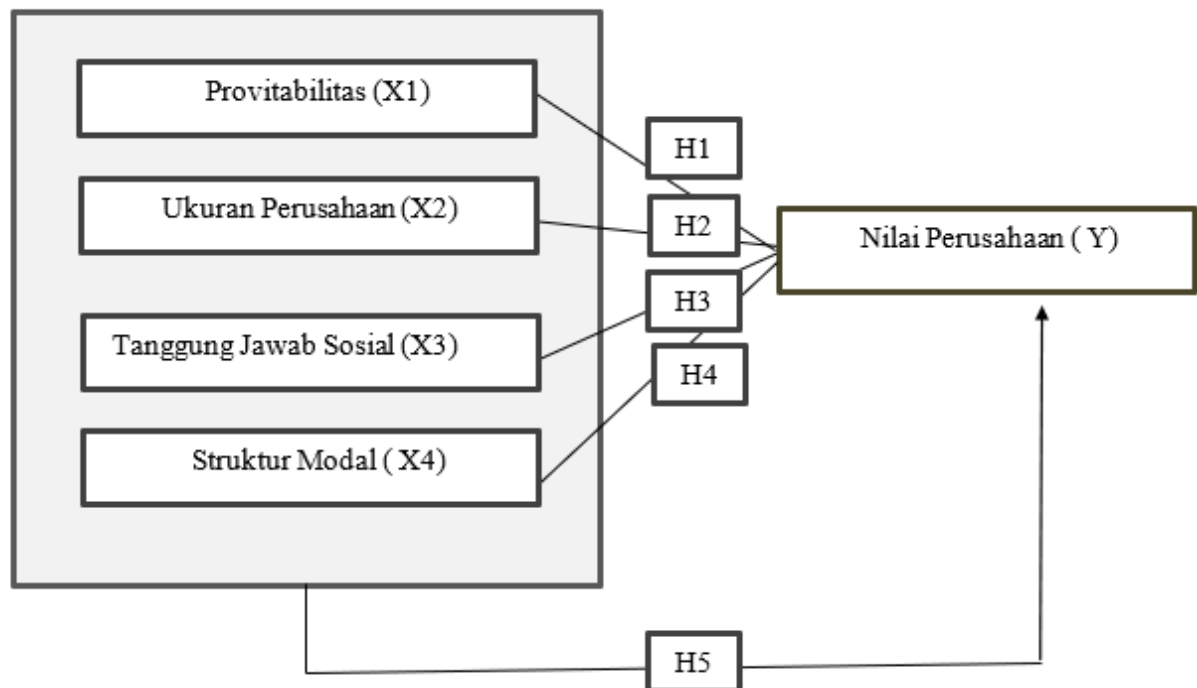 Provitabilitas (X1)
H1
Ukuran Perusahaan (X2)
H2
Nilai Perusahaan ( Y)
H3
Tanggung Jawab Sosial (X3)
H4
Struktur Modal ( X4)
H5